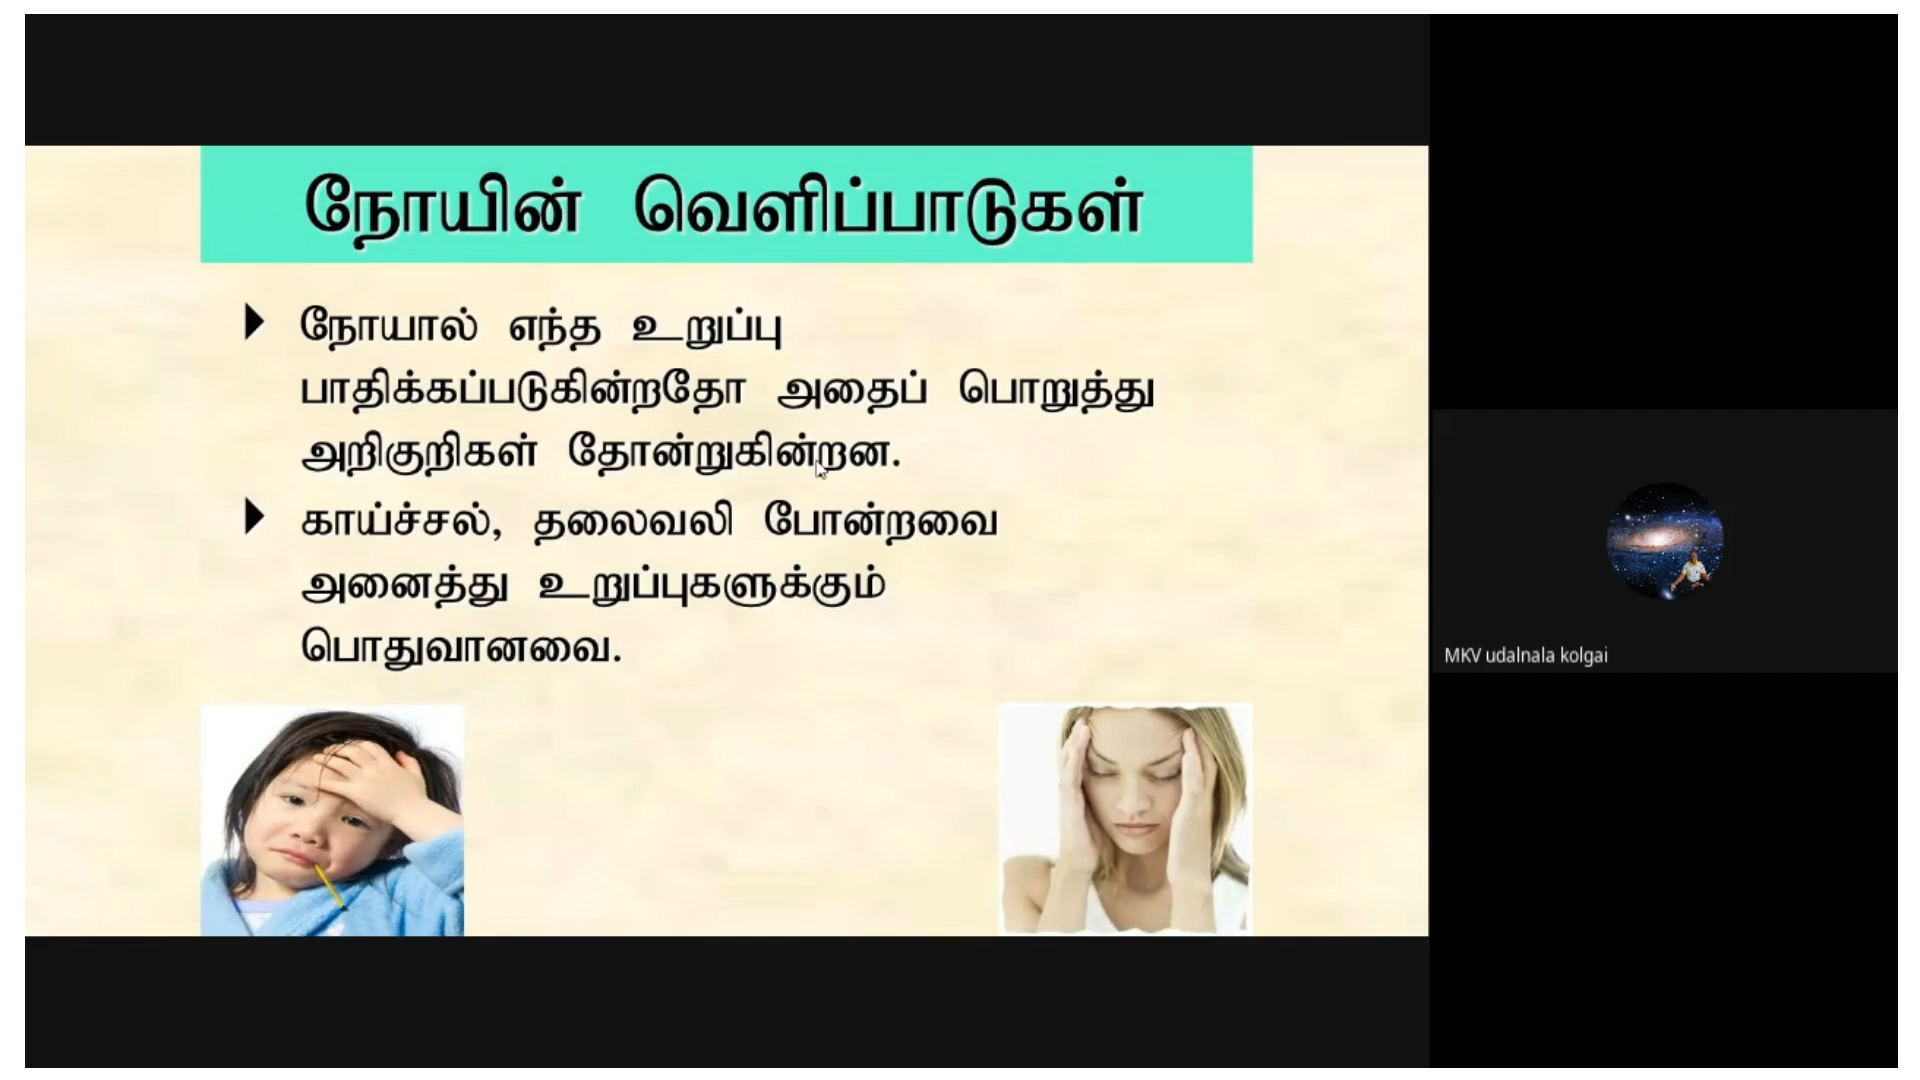 நோயின் வெளிப்பாடுகள்
நோயால் எந்த உறுப்பு
பாதிக்கப்படுகின்றதோ அதைப் பொறுத்து
அறிகுறிகள் தோன்றுகின்றன.
காய்ச்சல், தலைவலி போன்றவை
அனைத்து உறுப்புகளுக்கும்
பொதுவானவை.
MKV udalnala kolgai